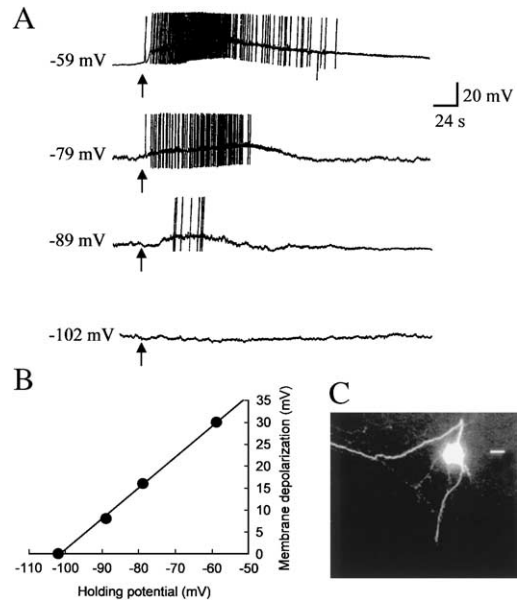 A
-59 mV
20 mV
24 s
-79 mV
-89 mV
-102 mV
B
35
30
25
20
15
10
5
0
Membrane depolarization (mV)
-110 -100 -90 -80 -70 -60 -50
Holding potential (mV)
C